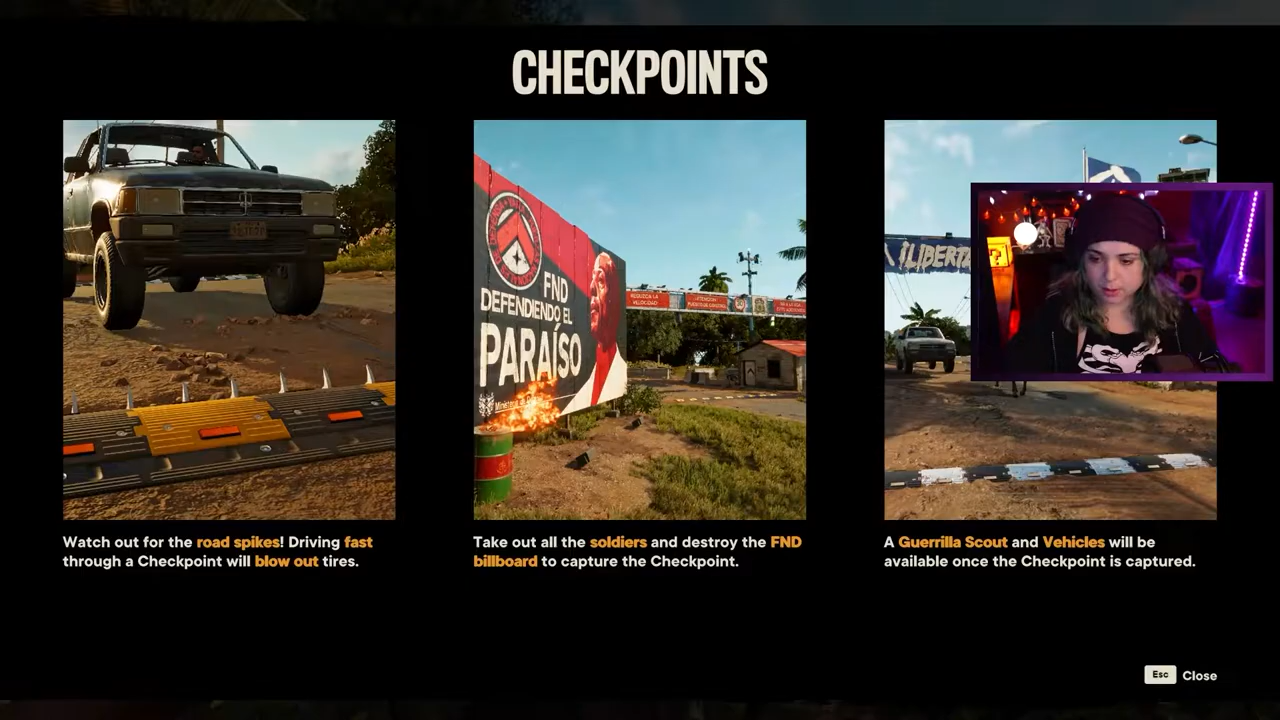 CHECKPOINTS
FND
DEFENDIENDO EL
PARAÍSO
¡LIBERTA
Watch out for the road spikes! Driving fast
through a Checkpoint will blow out tires.
Take out all the soldiers and destroy the FND
billboard to capture the Checkpoint.
A Guerrilla Scout and Vehicles will be
available once the Checkpoint is captured.
Esc Close